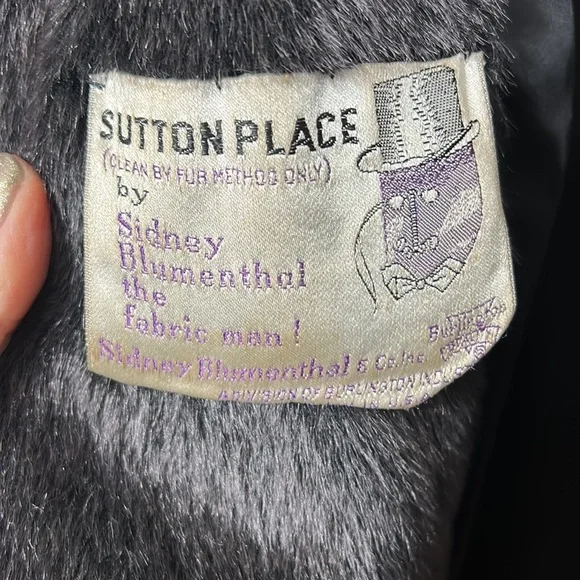 SUTTON PLACE
(CLEAN BY FUR METHOD ONLY)
by
Sidney
Blumenthal
the
fabric man!
Sidney Blumenthal & Co. Inc.
A DIVISION OF BURLINGTON INDUS
U.S.A.